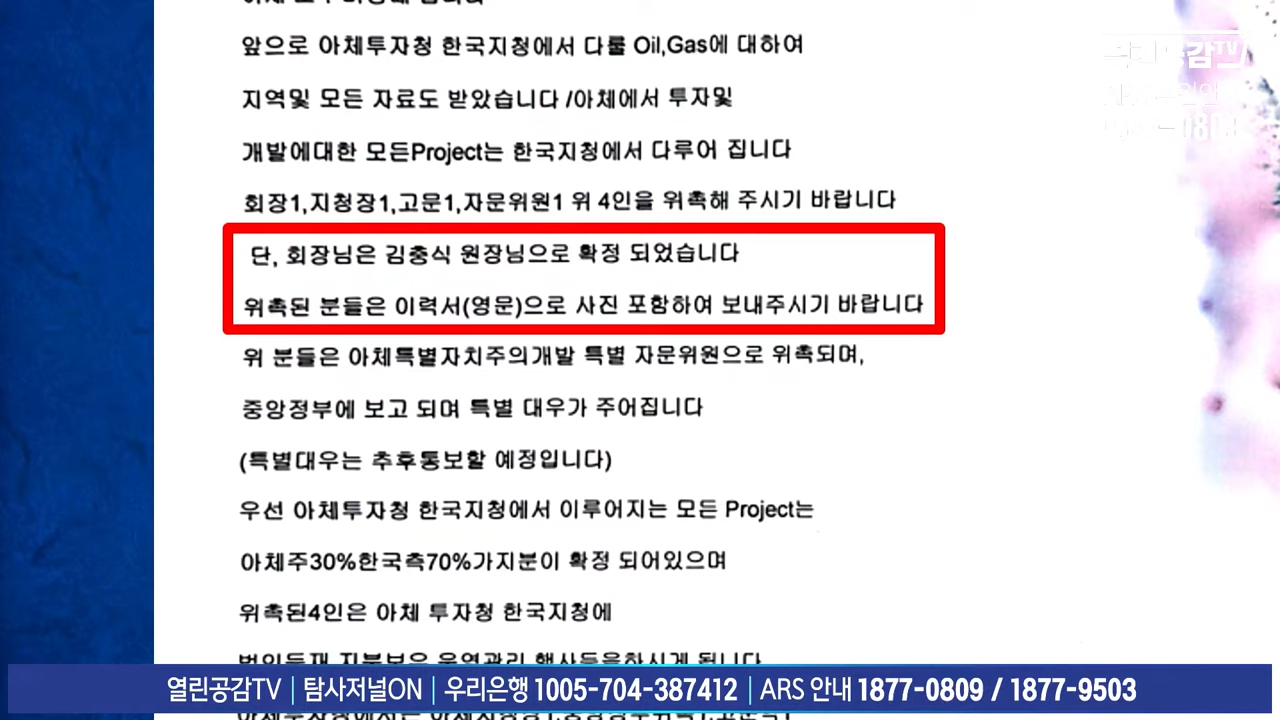 앞으로 아체투자청 한국지청에서 다룰 Oil,Gas에 대하여
지역및 모든 자료도 받았습니다 /아체에서 투자및
개발에대한 모든Project는 한국지청에서 다루어 집니다
회장1,지청장1,고문1,자문위원1 위 4인을 위촉해 주시기 바랍니다
단, 회장님은 김충식 원장님으로 확정 되었습니다
위촉된 분들은 이력서(영문)으로 사진 포함하여 보내주시기 바랍니다
위 분들은 아체특별자치주의개발 특별 자문위원으로 위촉되며,
중앙정부에 보고 되며 특별 대우가 주어집니다
(특별대우는 추후통보할 예정입니다)
우선 아체투자청 한국지청에서 이루어지는 모든 Project는
아체주30%한국측70%가지분이 확정 되어있으며
위촉된4인은 아체 투자청 한국지청에
열린공감TV | 탐사저널ON | 우리은행 1005-704-387412 | ARS 안내 1877-0809 / 1877-9503